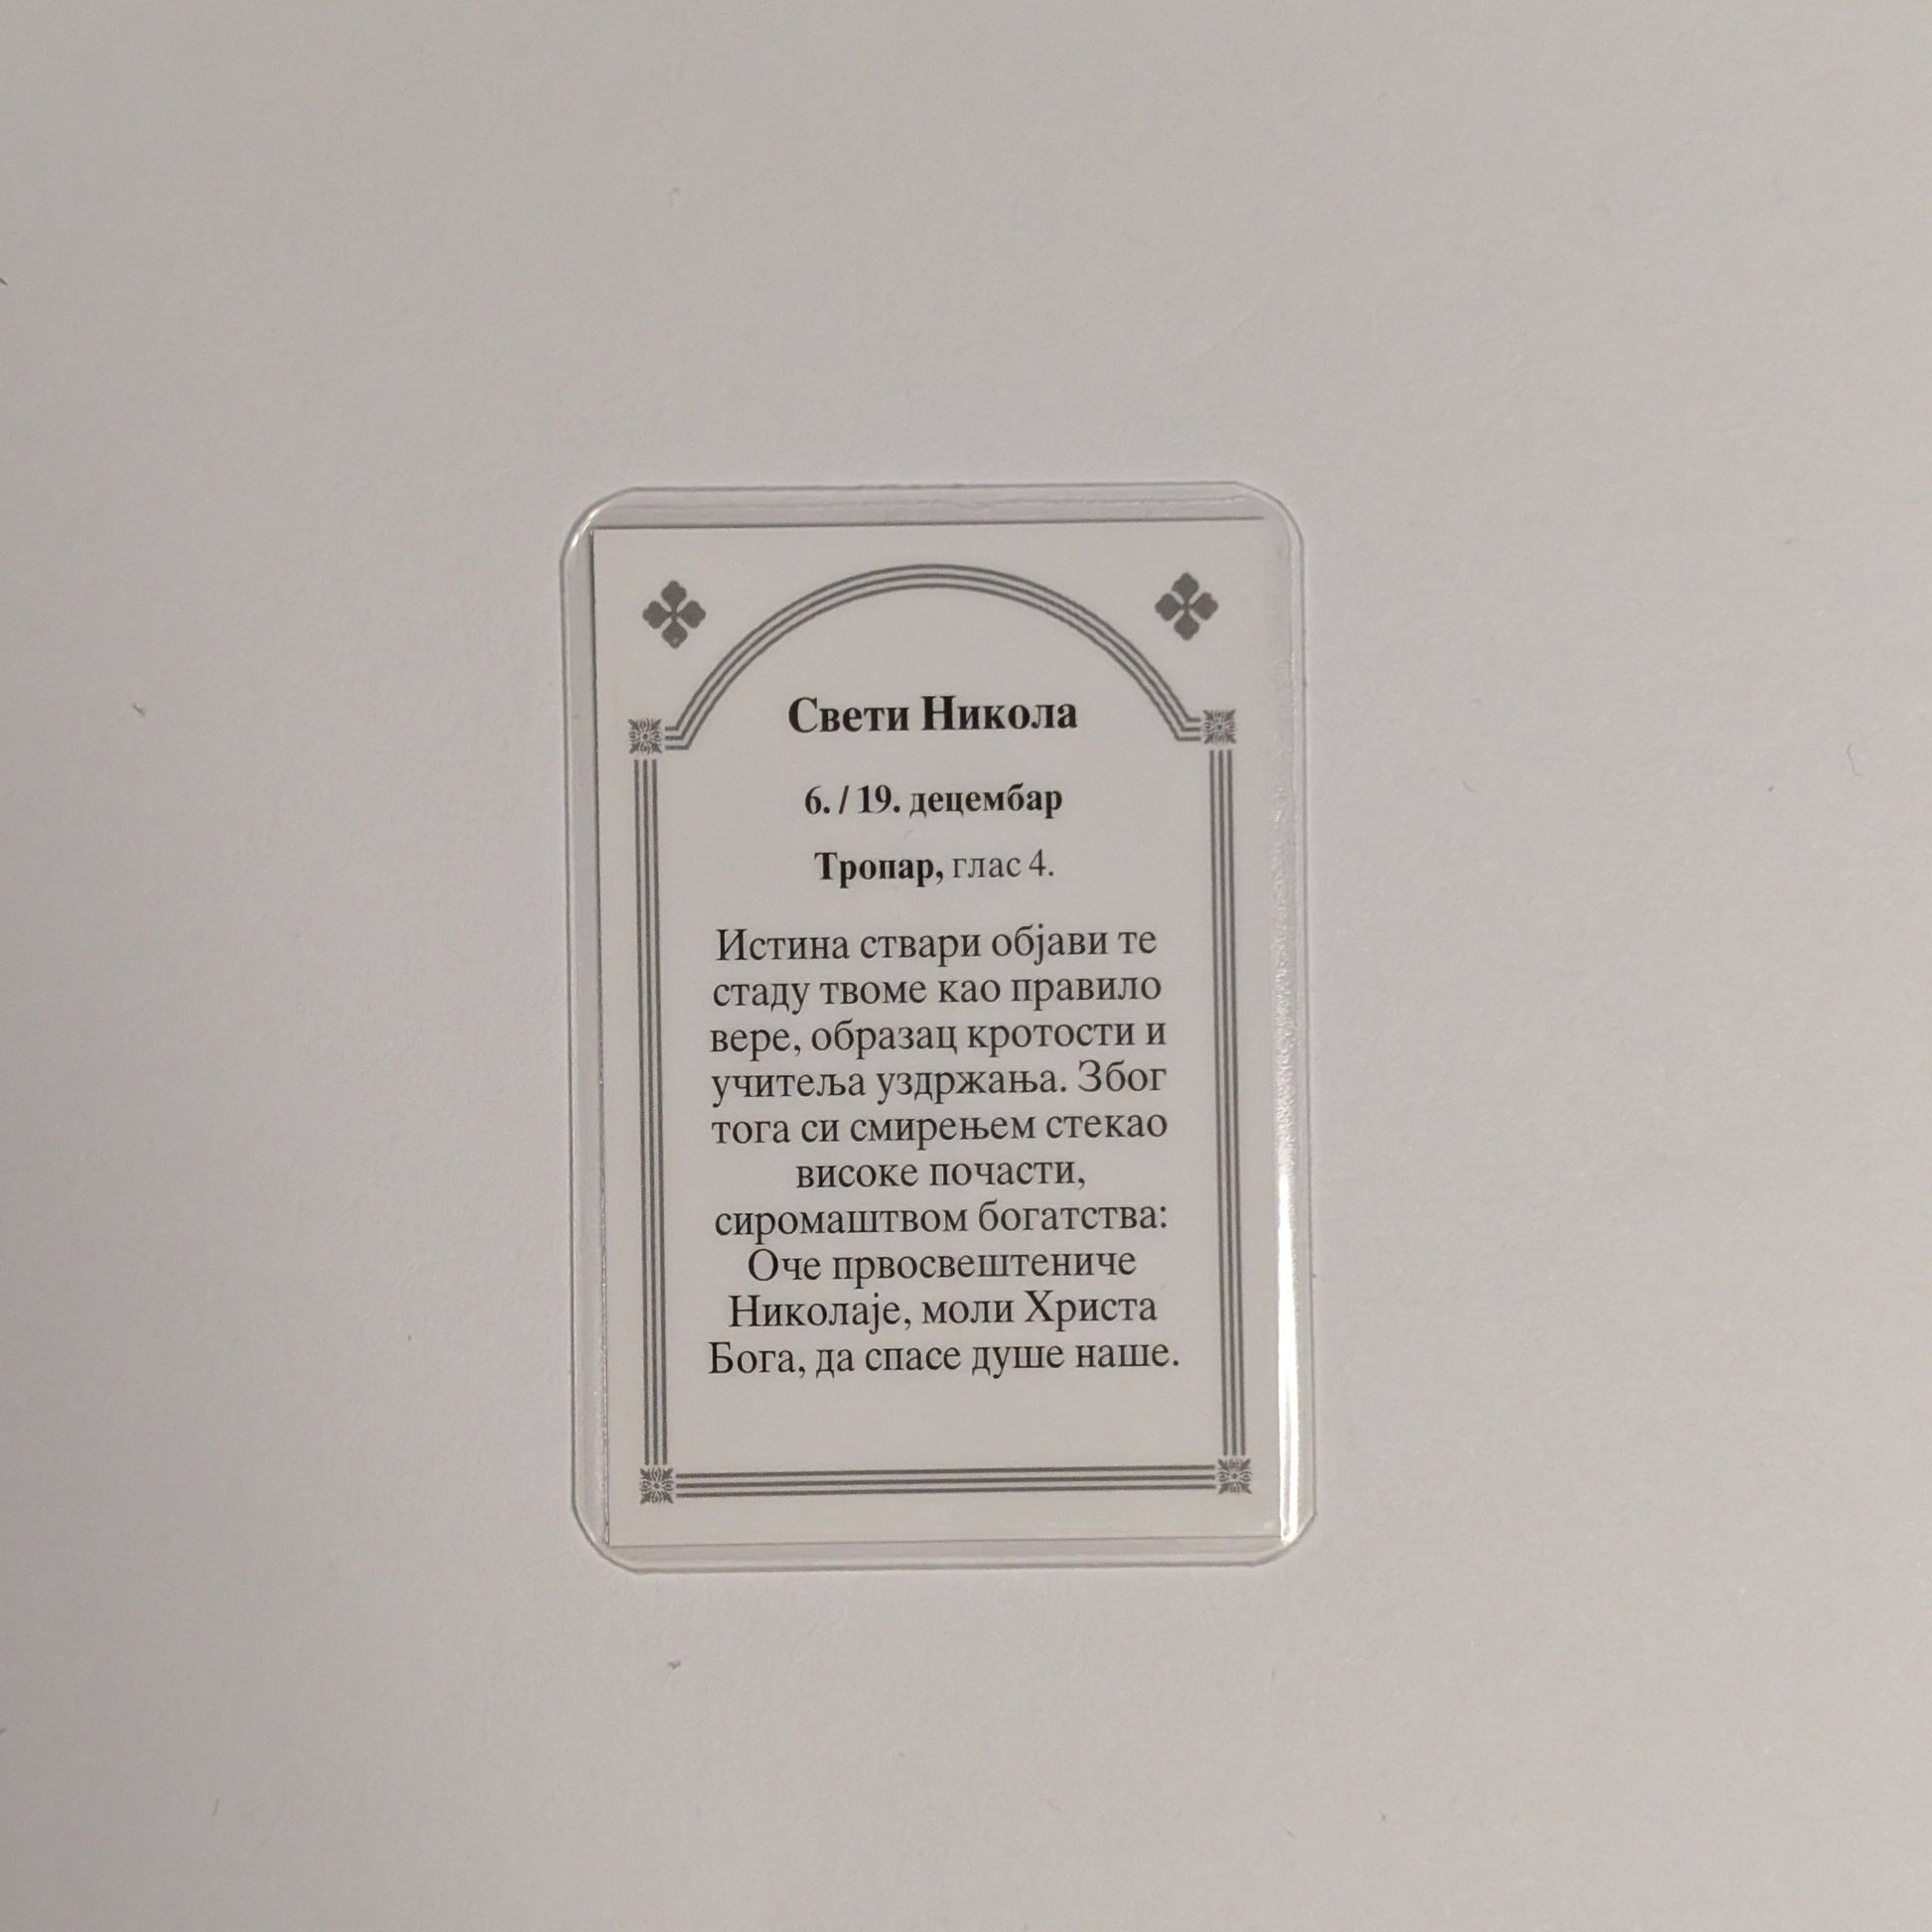 Свети Никола
6. / 19. децембар
Тропар, глас 4.
Истина ствари објави те
стаду твоме као правило
вере, образац кротости и
учитеља уздржања. Због
тога си смирењем стекао
високе почасти,
сиромаштвом богатства:
Оче првосвештениче
Николаје, моли Христа
Бога, да спасе душе наше.